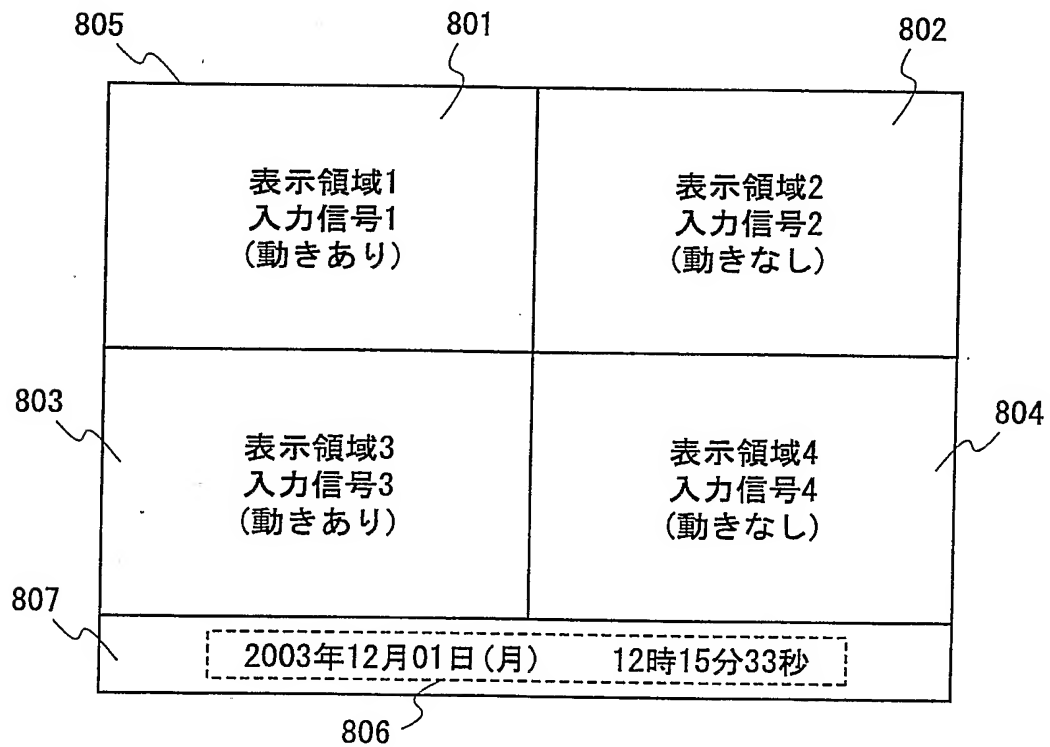 805
801
802
表示領域1
入力信号1
(動きあり)
表示領域2
入力信号2
(動きなし)
803
804
表示領域3
入力信号3
(動きあり)
表示領域4
入力信号4
(動きなし)
807
2003年12月01日(月) 12時15分33秒
806